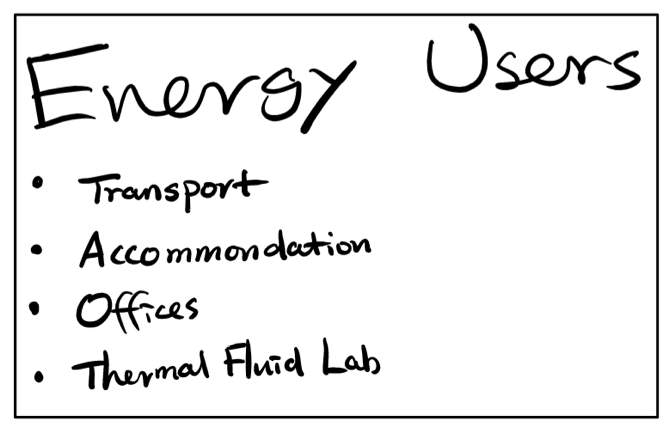 Energy Users
• Transport
• Accommondation
• Offices
• Thermal Fluid Lab